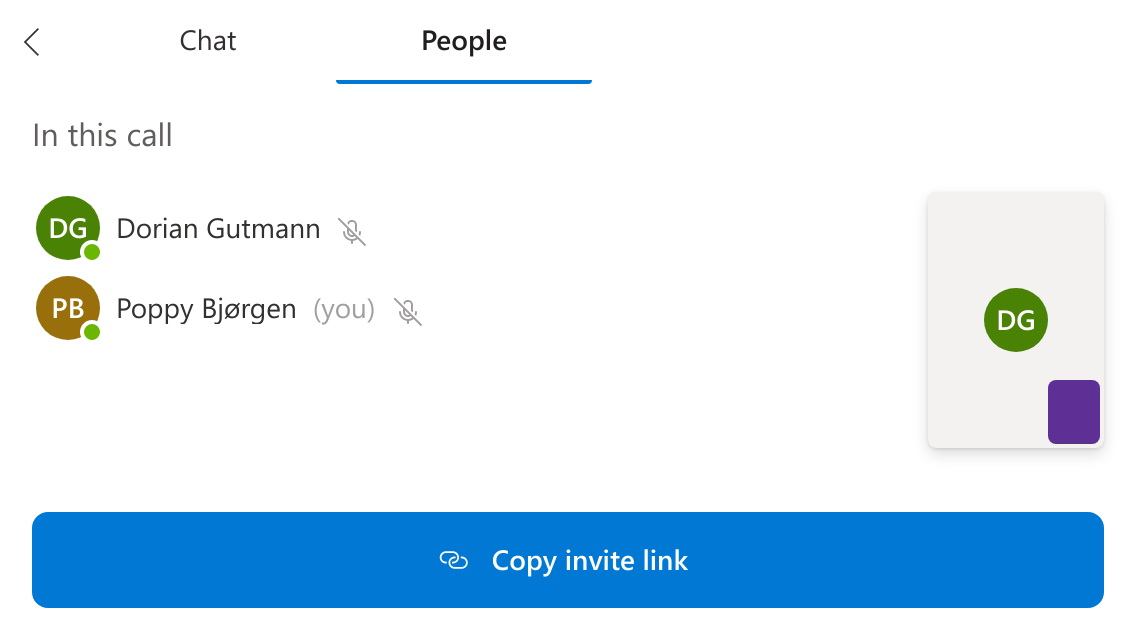 Chat People
In this call
DG Dorian Gutmann
PB Poppy Bjørgen (you)
DG
Copy invite link